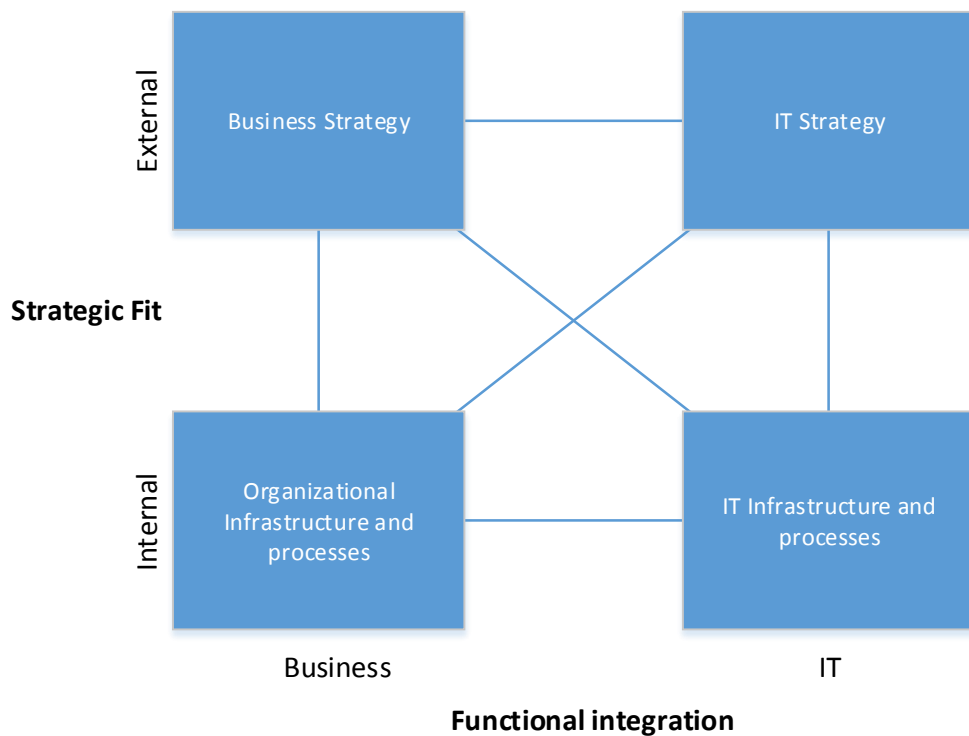 External
Business Strategy
IT Strategy
Strategic Fit
Internal
Organizational
Infrastructure and
processes
IT Infrastructure and
processes
Business
IT
Functional integration